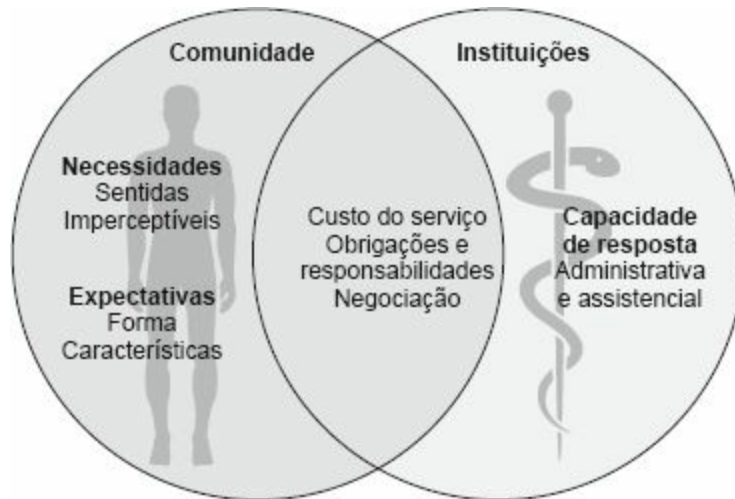 Comunidade
Necessidades
Sentidas
Imperceptíveis
Expectativas
Forma
Características
Custo do serviço
Obrigações e
responsabilidades
Negociação
Instituições
Capacidade
de resposta
Administrativa
e assistencial